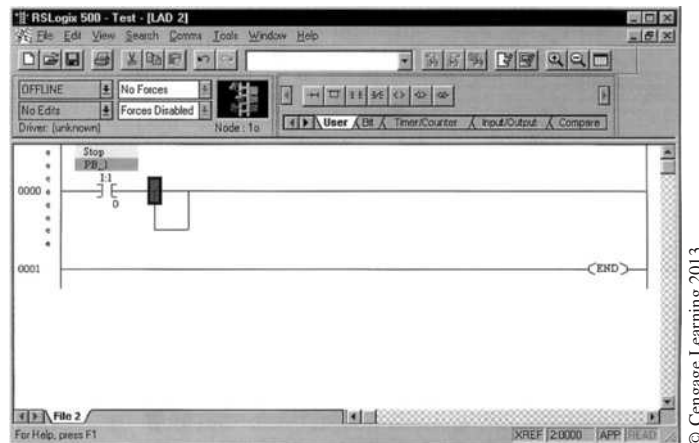 RSLogix 500 - Test - [LAD 2]
File Edit View Search Comms Tools Window Help
OFFLINE
No Forces
No Edits
Forces Disabled
Driver: (unknown)
Node : 1o
User
Bit
Timer/Counter
Input/Output
Compare
Stop
PB_1
I:1
0000
0
0001
END
File 2
For Help, press F1
XREF
2:0000
APP
READ
© Cengage Learning 2013